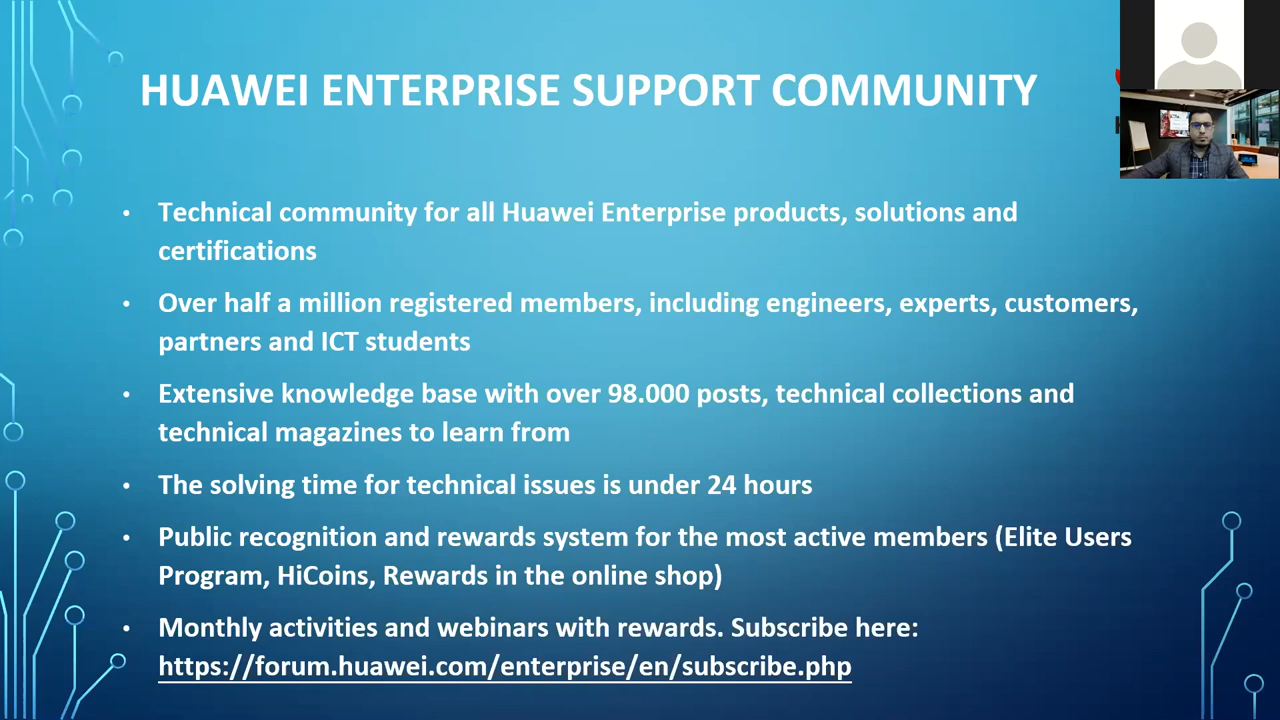 HUAWEI ENTERPRISE SUPPORT COMMUNITY
• Technical community for all Huawei Enterprise products, solutions and
certifications
• Over half a million registered members, including engineers, experts, customers,
partners and ICT students
• Extensive knowledge base with over 98.000 posts, technical collections and
technical magazines to learn from
• The solving time for technical issues is under 24 hours
• Public recognition and rewards system for the most active members (Elite Users
Program, HiCoins, Rewards in the online shop)
• Monthly activities and webinars with rewards. Subscribe here:
https://forum.huawei.com/enterprise/en/subscribe.php